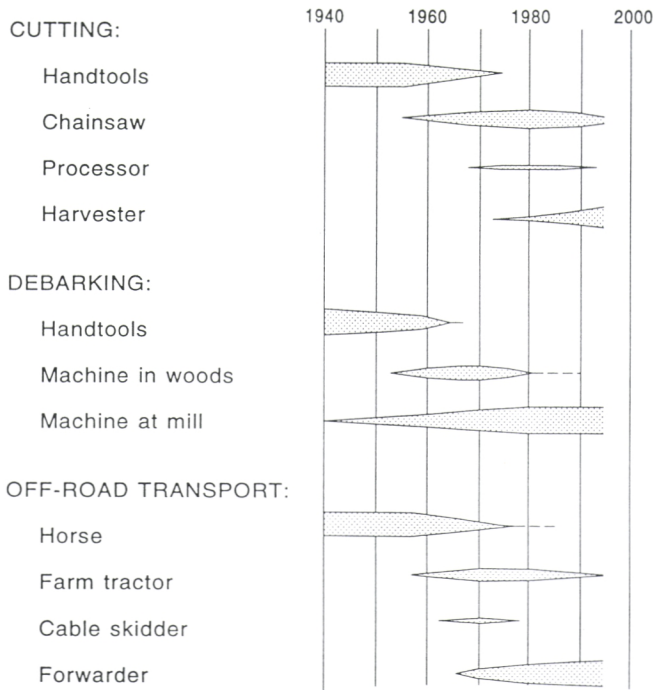 1940 1960 1980 2000
CUTTING:
Handtools
Chainsaw
Processor
Harvester
DEBARKING:
Handtools
Machine in woods
Machine at mill
OFF-ROAD TRANSPORT:
Horse
Farm tractor
Cable skidder
Forwarder